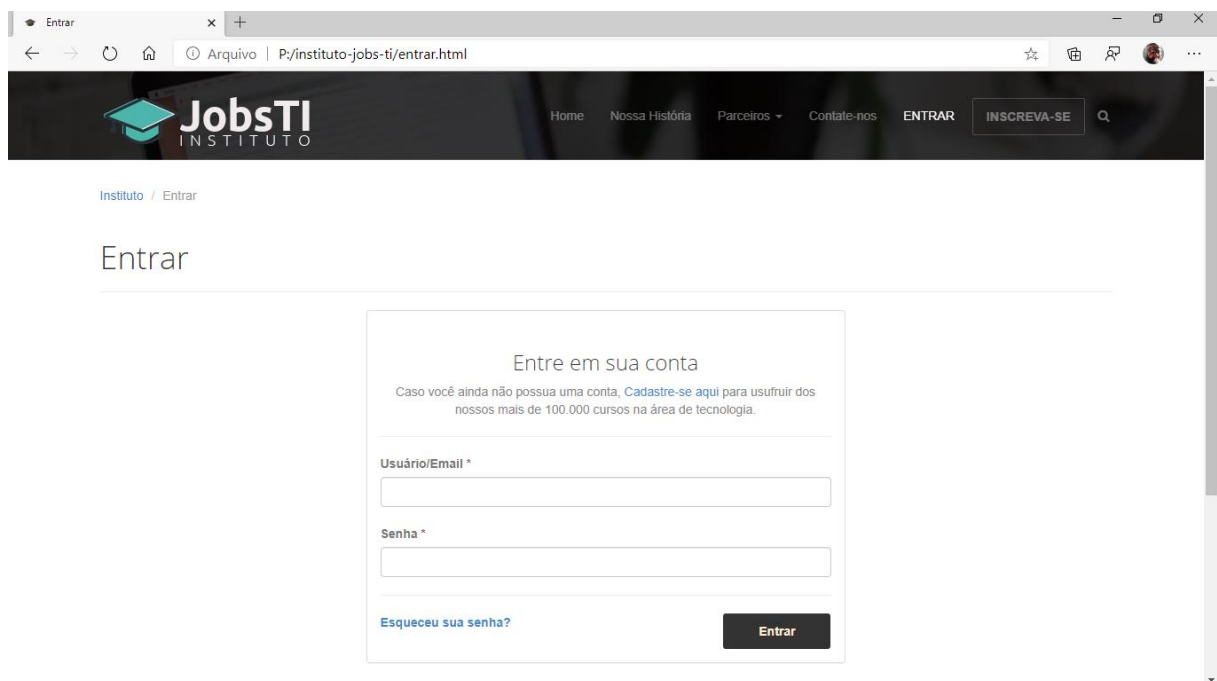 Entrar
Arquivo | P:/instituto-jobs-ti/entrar.html
JobsTI
INSTITUTO
Home Nossa História Parceiros Contate-nos ENTRAR INSCREVA-SE
Instituto / Entrar
Entrar
Entre em sua conta
Caso você ainda não possua uma conta, Cadastre-se aqui para usufruir dos
nossos mais de 100.000 cursos na área de tecnologia.
Usuário/Email *
Senha *
Esqueceu sua senha? Entrar